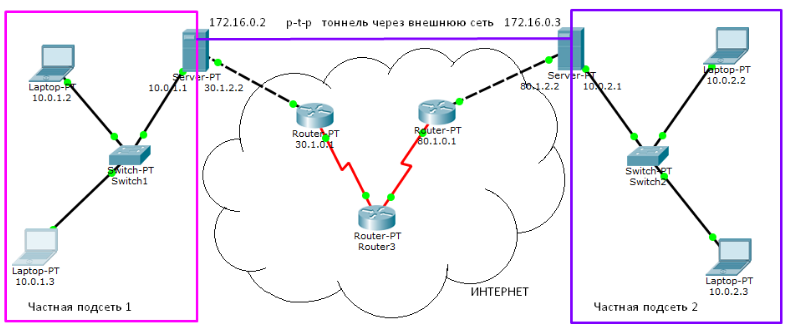 172.16.0.2 p-t-p тоннель через внешнюю сеть 172.16.0.3
Laptop-PT
10.0.1.2
Server-PT
10.0.1.1 30.1.2.2
Switch-PT
Switch1
Laptop-PT
10.0.1.3
Частная подсеть 1
Router-PT
30.1.0.1
Router-PT
80.1.0.1
Router-PT
Router3
ИНТЕРНЕТ
Server-PT
80.1.2.2 10.0.2.1
Laptop-PT
10.0.2.2
Switch-PT
Switch2
Laptop-PT
10.0.2.3
Частная подсеть 2